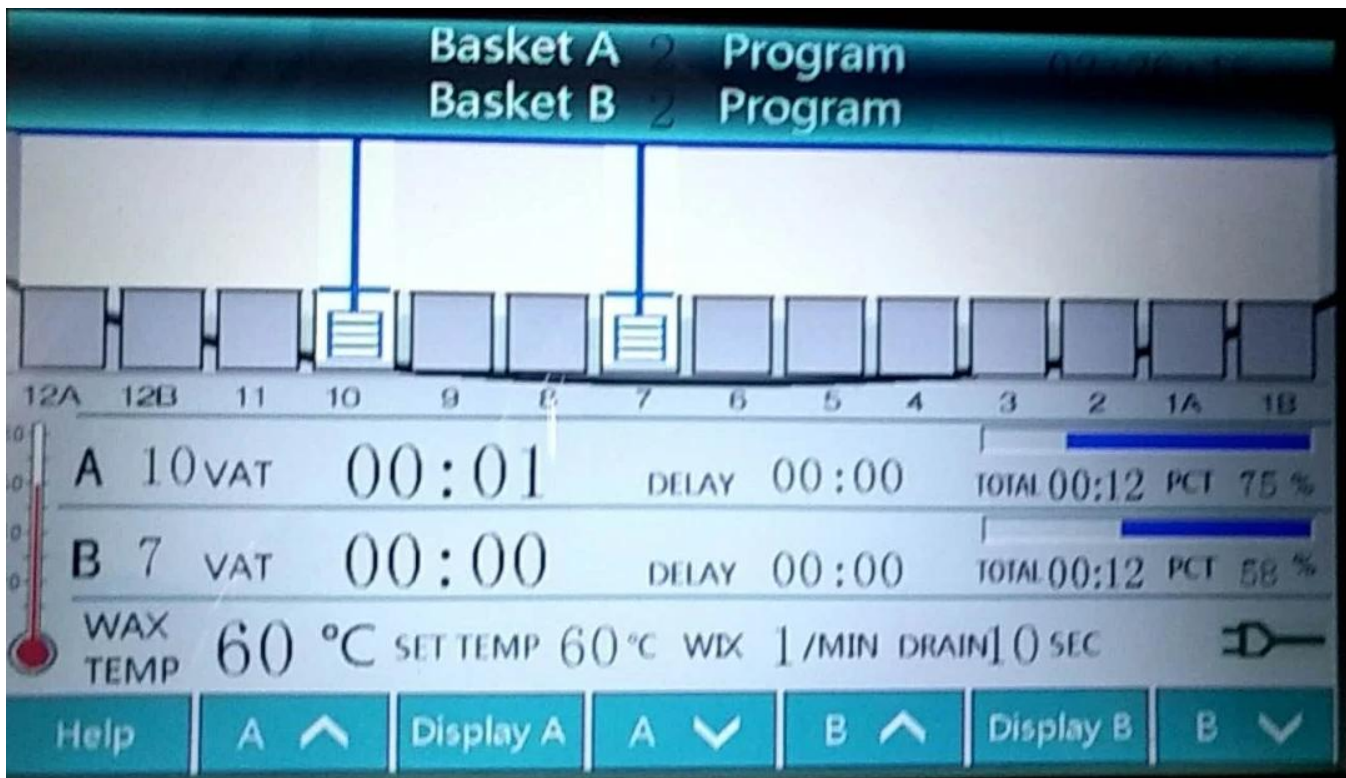 Basket A 2 Program
Basket B 2 Program
12A 12B 11 10 9 8 7 6 5 4 3 2 1A 1B
A 10 VAT 00:01 DELAY 00:00 TOTAL 00:12 PCT 75 %
B 7 VAT 00:00 DELAY 00:00 TOTAL 00:12 PCT 58 %
WAX TEMP 60 °C SET TEMP 60 °C WIX 1 /MIN DRAIN 10 SEC
Help A Display A A B Display B B